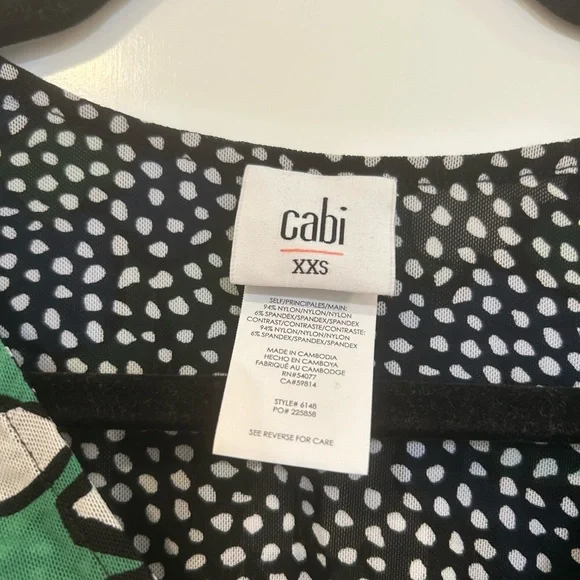 cabi
XXS
SELF/PRINCIPALES/MAIN:
94% NYLON/NYLON/NYLON
6% SPANDEX/SPANDEX/SPANDEX
CONTRAST/CONTRASTE/CONTRASTE:
94% NYLON/NYLON/NYLON
6% SPANDEX/SPANDEX/SPANDEX
MADE IN CAMBODIA
HECHO EN CAMBOYA
FABRIQUÉ AU CAMBODGE
RN#54077
CA#59814
STYLE# 6148
PO# 225858
SEE REVERSE FOR CARE